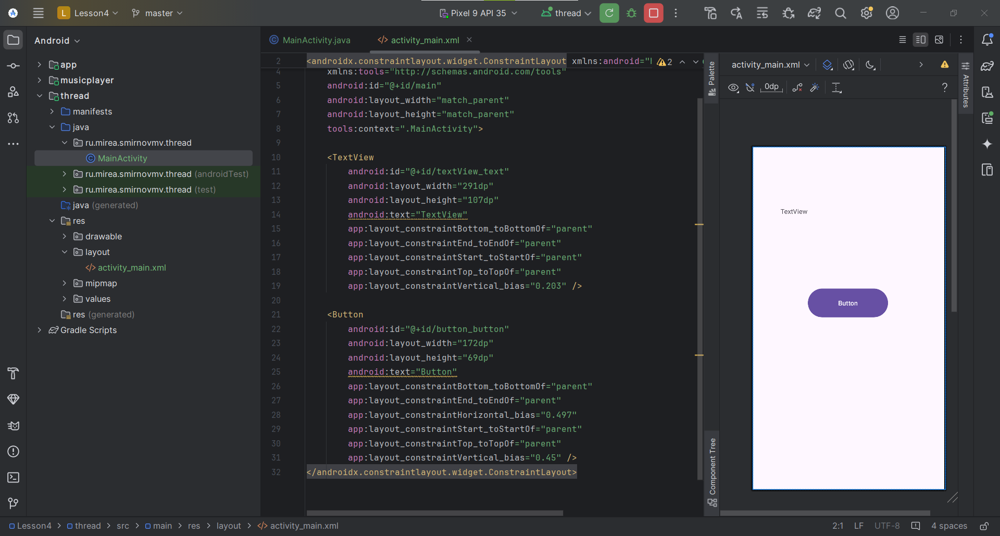 L Lesson4 master Pixel 9 API 35 thread
Android
app
musicplayer
thread
manifests
java
ru.mirea.smirnovmv.thread
MainActivity
ru.mirea.smirnovmv.thread (androidTest)
ru.mirea.smirnovmv.thread (test)
java (generated)
res
drawable
layout
activity_main.xml
mipmap
values
res (generated)
Gradle Scripts
MainActivity.java activity_main.xml
2 <androidx.constraintlayout.widget.ConstraintLayout xmlns:android="h 2
4 xmlns:tools="http://schemas.android.com/tools"
5 android:id="@+id/main"
6 android:layout_width="match_parent"
7 android:layout_height="match_parent"
8 tools:context=".MainActivity">
9
10 <TextView
11 android:id="@+id/textView_text"
12 android:layout_width="291dp"
13 android:layout_height="107dp"
14 android:text="TextView"
15 app:layout_constraintBottom_toBottomOf="parent"
16 app:layout_constraintEnd_toEndOf="parent"
17 app:layout_constraintStart_toStartOf="parent"
18 app:layout_constraintTop_toTopOf="parent"
19 app:layout_constraintVertical_bias="0.203" />
20
21 <Button
22 android:id="@+id/button_button"
23 android:layout_width="172dp"
24 android:layout_height="69dp"
25 android:text="Button"
26 app:layout_constraintBottom_toBottomOf="parent"
27 app:layout_constraintEnd_toEndOf="parent"
28 app:layout_constraintHorizontal_bias="0.497"
29 app:layout_constraintStart_toStartOf="parent"
30 app:layout_constraintTop_toTopOf="parent"
31 app:layout_constraintVertical_bias="0.45" />
32 </androidx.constraintlayout.widget.ConstraintLayout>
Palette
Component Tree
activity_main.xml
0dp ?
TextView
Button
Attributes
Lesson4 > thread > src > main > res > layout > activity_main.xml
2:1 LF UTF-8 4 spaces